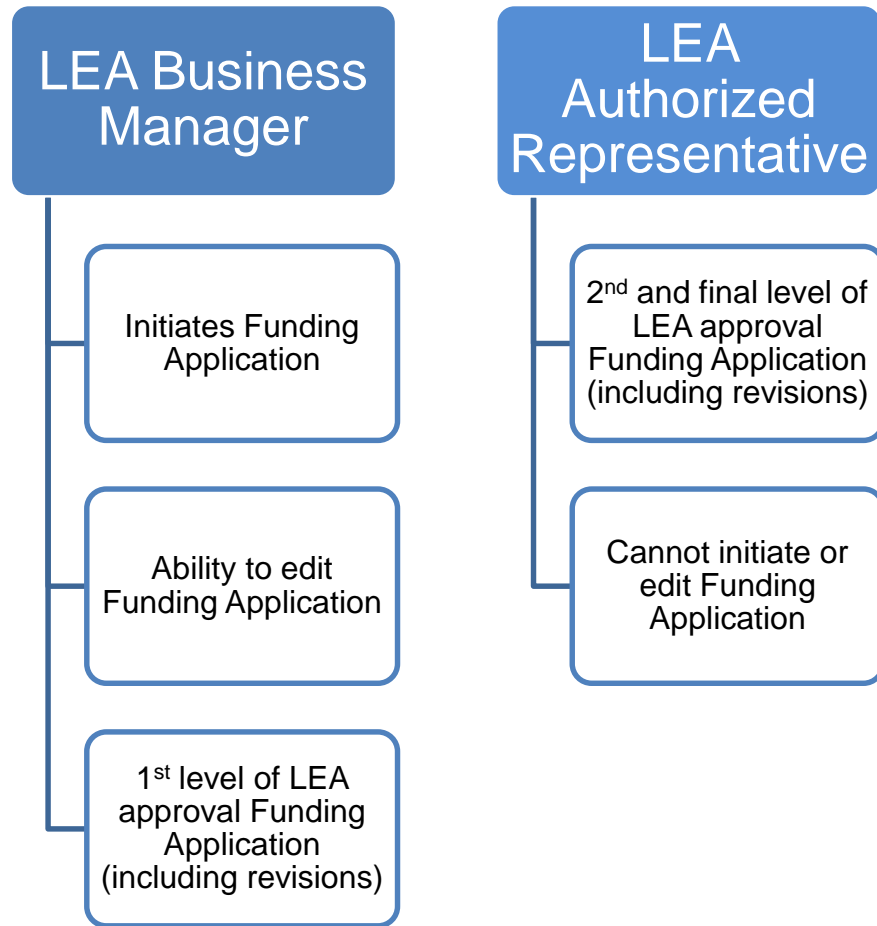 LEA Business
Manager
Initiates Funding
Application
Ability to edit
Funding Application
1st level of LEA
approval Funding
Application
(including revisions)
LEA
Authorized
Representative
2nd and final level of
LEA approval
Funding Application
(including revisions)
Cannot initiate or
edit Funding
Application